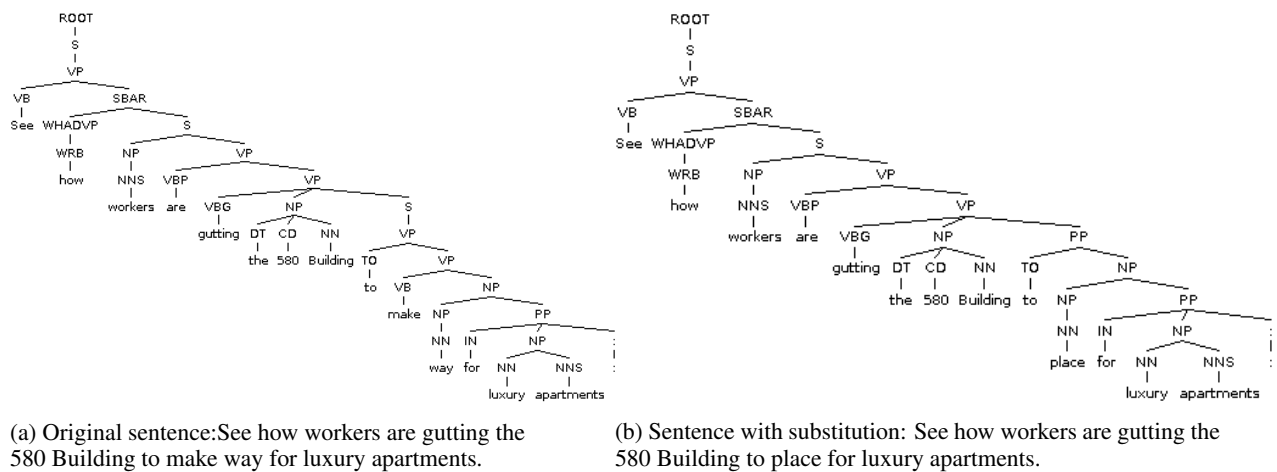 ROOT
S
VP
VB SBAR
See WHADVP S
WRB NP VP
how NNS VBP VP
workers are VBG NP S
gutting DT CD NN VP
the 580 Building TO VP
to VB NP
make NP PP
NN IN NP :
way for NN NNS :
luxury apartments
(a) Original sentence:See how workers are gutting the
580 Building to make way for luxury apartments.
ROOT
S
VP
VB SBAR
See WHADVP S
WRB NP VP
how NNS VBP VP
workers are VBG NP PP
gutting DT CD NN TO NP
the 580 Building to NP PP
NN IN NP :
place for NN NNS :
luxury apartments
(b) Sentence with substitution: See how workers are gutting the
580 Building to place for luxury apartments.